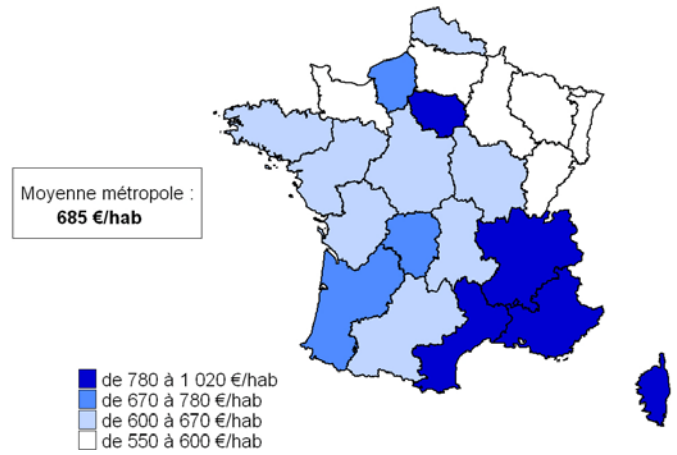 Moyenne métropole :
685 €/hab
de 780 à 1 020 €/hab
de 670 à 780 €/hab
de 600 à 670 €/hab
de 550 à 600 €/hab